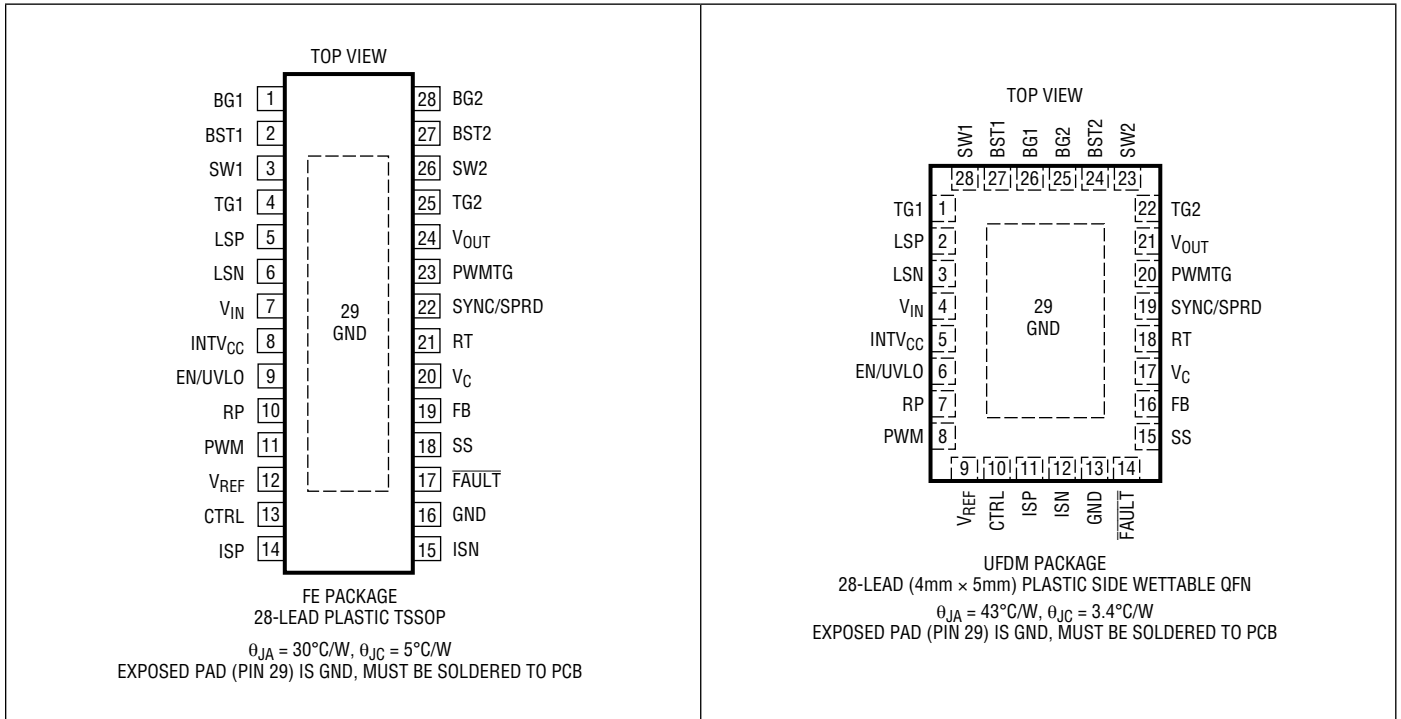 TOP VIEW
BG1 1
BST1 2
SW1 3
TG1 4
LSP 5
LSN 6
VIN 7
INTVCC 8
EN/UVLO 9
RP 10
PWM 11
VREF 12
CTRL 13
ISP 14
28 BG2
27 BST2
26 SW2
25 TG2
24 VOUT
23 PWMTG
22 SYNC/SPRD
21 RT
20 VC
19 FB
18 SS
17 FAULT
16 GND
15 ISN
29
GND
FE PACKAGE
28-LEAD PLASTIC TSSOP
θJA = 30°C/W, θJC = 5°C/W
EXPOSED PAD (PIN 29) IS GND, MUST BE SOLDERED TO PCB
TOP VIEW
SW1 BST1 BG1 BG2 BST2 SW2
28 27 26 25 24 23
TG1 1
LSP 2
LSN 3
VIN 4
INTVCC 5
EN/UVLO 6
RP 7
PWM 8
22 TG2
21 VOUT
20 PWMTG
19 SYNC/SPRD
18 RT
17 VC
16 FB
15 SS
29
GND
9 10 11 12 13 14
VREF CTRL ISP ISN GND FAULT
UFDM PACKAGE
28-LEAD (4mm × 5mm) PLASTIC SIDE WETTABLE QFN
θJA = 43°C/W, θJC = 3.4°C/W
EXPOSED PAD (PIN 29) IS GND, MUST BE SOLDERED TO PCB